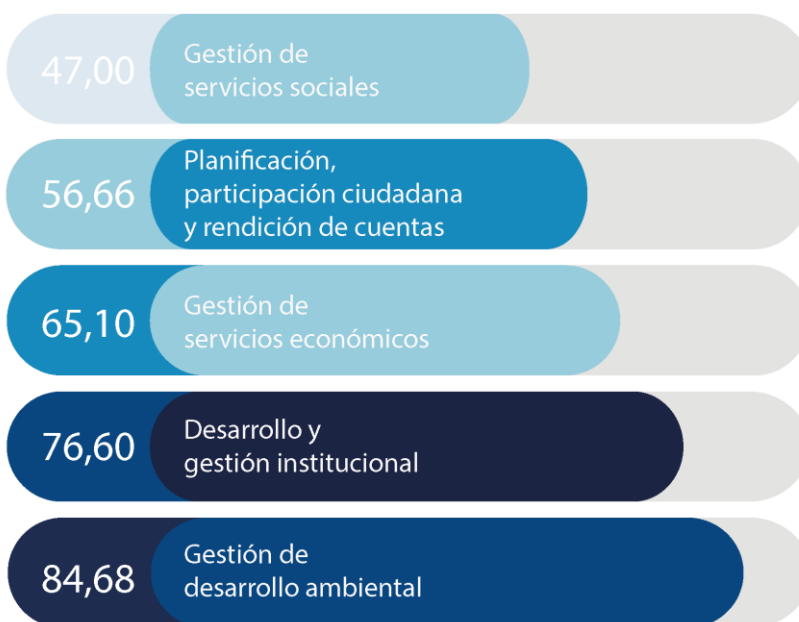 47,00
Gestión de
servicios sociales
56,66
Planificación,
participación ciudadana
y rendición de cuentas
65,10
Gestión de
servicios económicos
76,60
Desarrollo y
gestión institucional
84,68
Gestión de
desarrollo ambiental